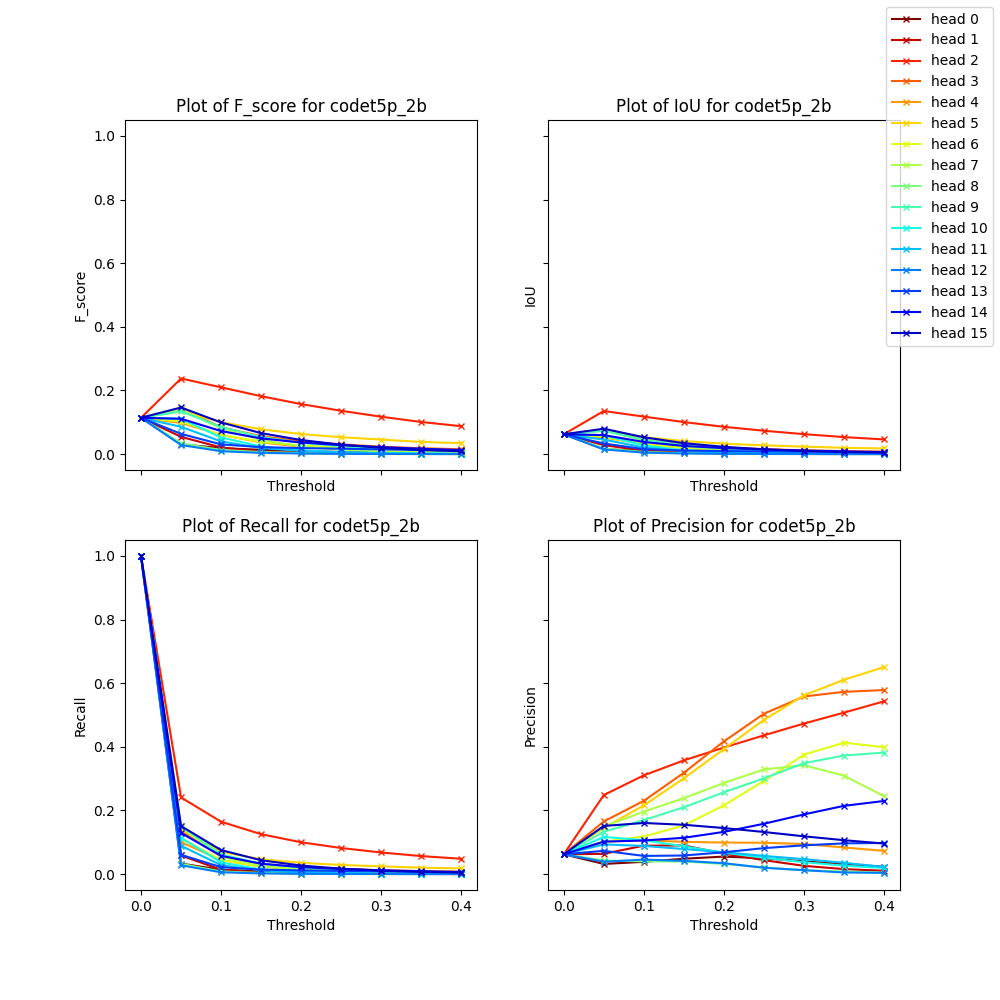 Plot of F_score for codet5p_2b
1.0
0.8
0.6
0.4
0.2
0.0
F_score
Threshold
Plot of IoU for codet5p_2b
IoU
Threshold
head 0
head 1
head 2
head 3
head 4
head 5
head 6
head 7
head 8
head 9
head 10
head 11
head 12
head 13
head 14
head 15
Plot of Recall for codet5p_2b
1.0
0.8
0.6
0.4
0.2
0.0
Recall
0.0 0.1 0.2 0.3 0.4
Threshold
Plot of Precision for codet5p_2b
Precision
0.0 0.1 0.2 0.3 0.4
Threshold